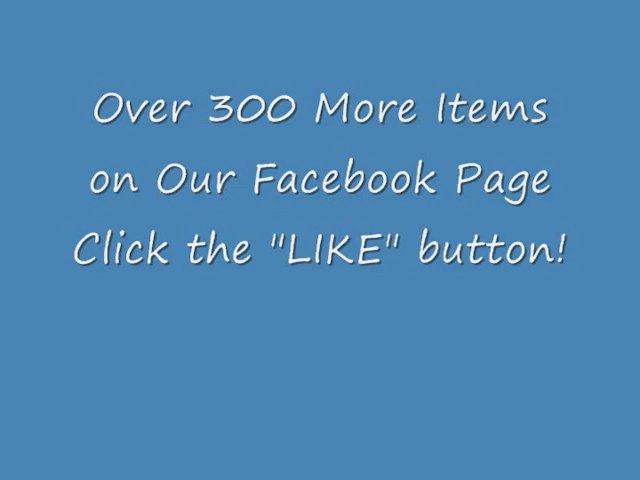 Over 300 More Items
on Our Facebook Page
Click the "LIKE" button!